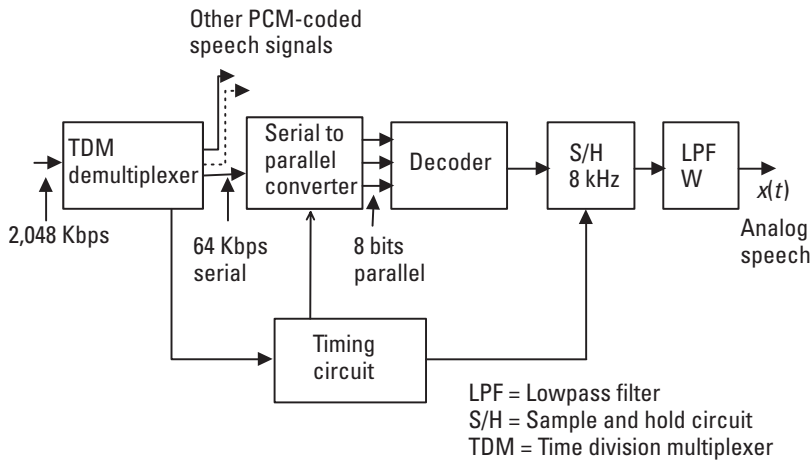 Other PCM-coded
speech signals
TDM
demultiplexer
Serial to
parallel
converter
Decoder
S/H
8 kHz
LPF
W
x(t)
2,048 Kbps
64 Kbps
serial
8 bits
parallel
Analog
speech
Timing
circuit
LPF = Lowpass filter
S/H = Sample and hold circuit
TDM = Time division multiplexer